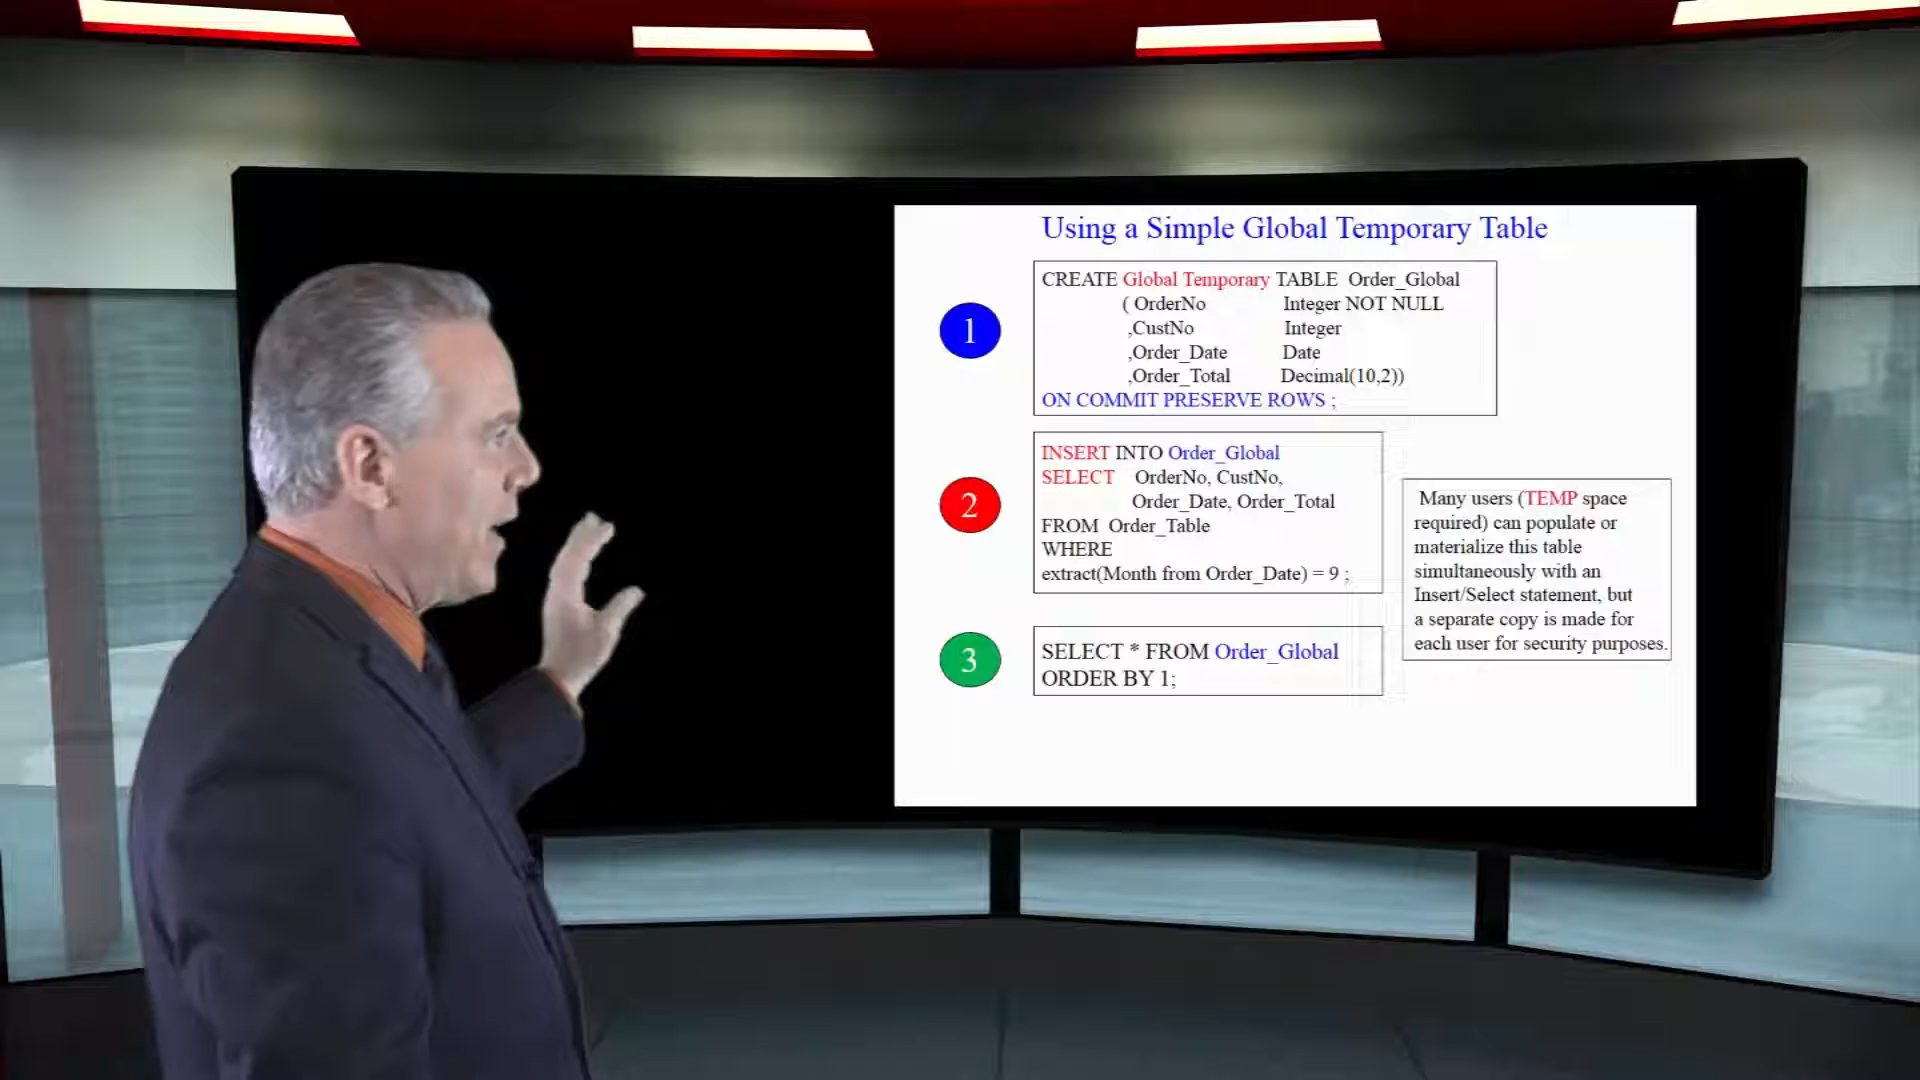 Using a Simple Global Temporary Table
1
CREATE Global Temporary TABLE Order_Global
( OrderNo Integer NOT NULL
,CustNo Integer
,Order_Date Date
,Order_Total Decimal(10,2))
ON COMMIT PRESERVE ROWS ;
2
INSERT INTO Order_Global
SELECT OrderNo, CustNo,
Order_Date, Order_Total
FROM Order_Table
WHERE
extract(Month from Order_Date) = 9 ;
Many users (TEMP space
required) can populate or
materialize this table
simultaneously with an
Insert/Select statement, but
a separate copy is made for
each user for security purposes.
3
SELECT * FROM Order_Global
ORDER BY 1;